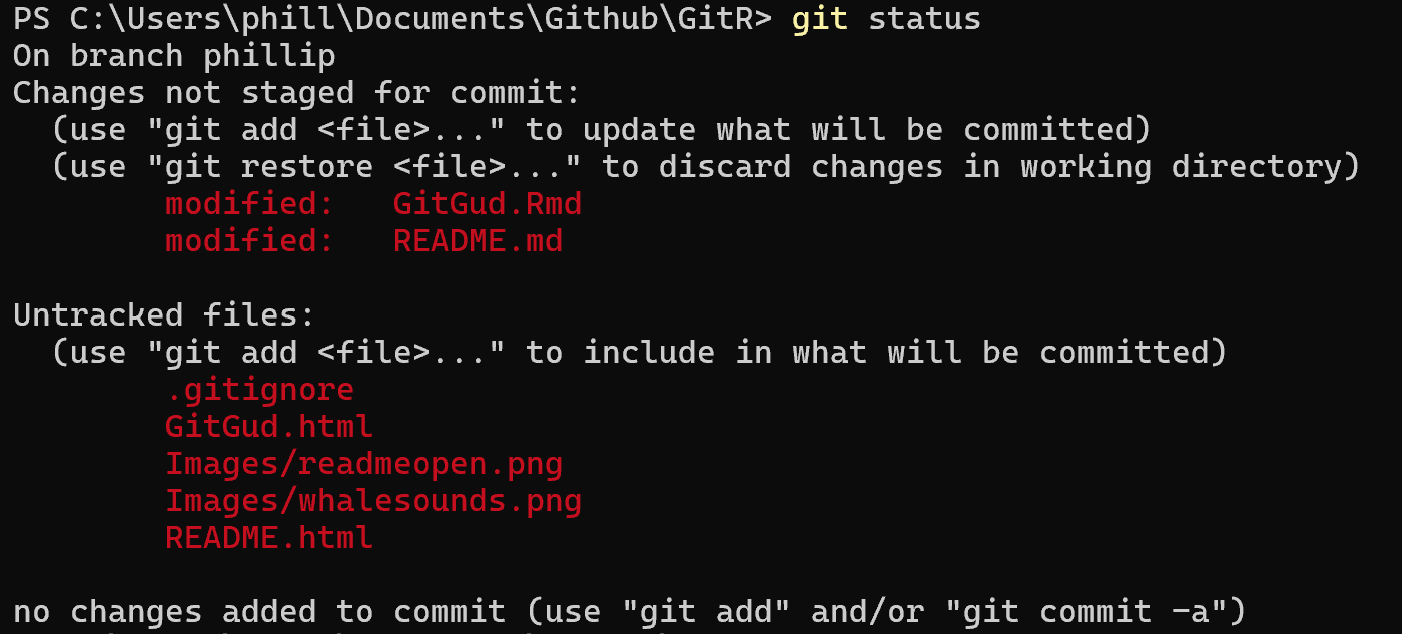 PS C:\Users\phill\Documents\Github\GitR> git status
On branch phillip
Changes not staged for commit:
  (use "git add <file>..." to update what will be committed)
  (use "git restore <file>..." to discard changes in working directory)
        modified:   GitGud.Rmd
        modified:   README.md

Untracked files:
  (use "git add <file>..." to include in what will be committed)
        .gitignore
        GitGud.html
        Images/readmeopen.png
        Images/whalesounds.png
        README.html

no changes added to commit (use "git add" and/or "git commit -a")